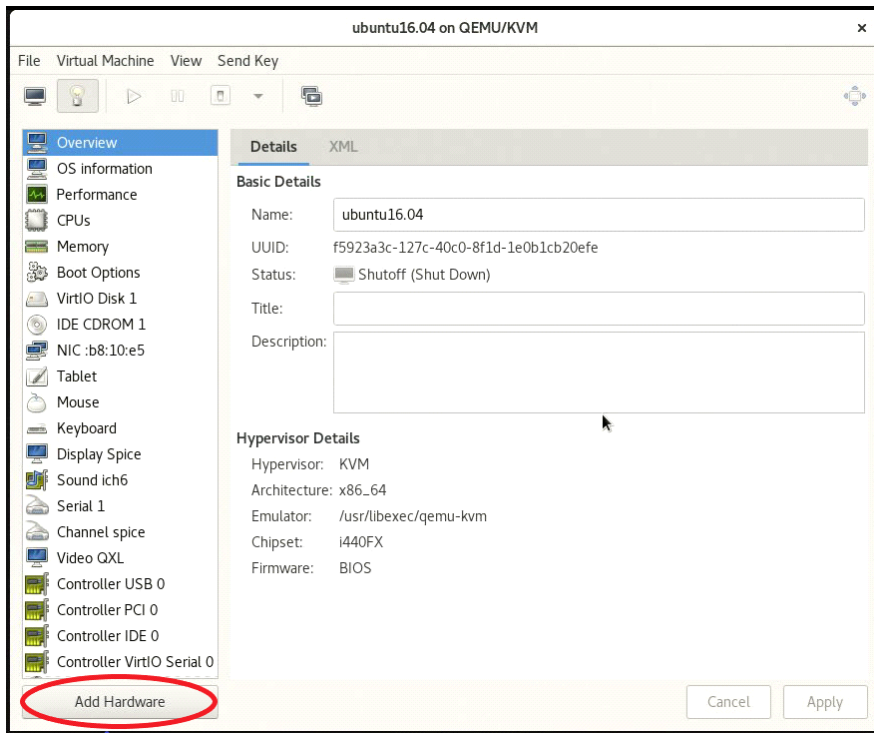 ubuntu16.04 on QEMU/KVM ×
File Virtual Machine View Send Key
Overview
OS information
Performance
CPUs
Memory
Boot Options
VirtIO Disk 1
IDE CDROM 1
NIC :b8:10:e5
Tablet
Mouse
Keyboard
Display Spice
Sound ich6
Serial 1
Channel spice
Video QXL
Controller USB 0
Controller PCI 0
Controller IDE 0
Controller VirtIO Serial 0
Add Hardware
Details XML
Basic Details
Name: ubuntu16.04
UUID: f5923a3c-127c-40c0-8f1d-1e0b1cb20efe
Status: Shutoff (Shut Down)
Title:
Description:
Hypervisor Details
Hypervisor: KVM
Architecture: x86_64
Emulator: /usr/libexec/qemu-kvm
Chipset: i440FX
Firmware: BIOS
Cancel Apply